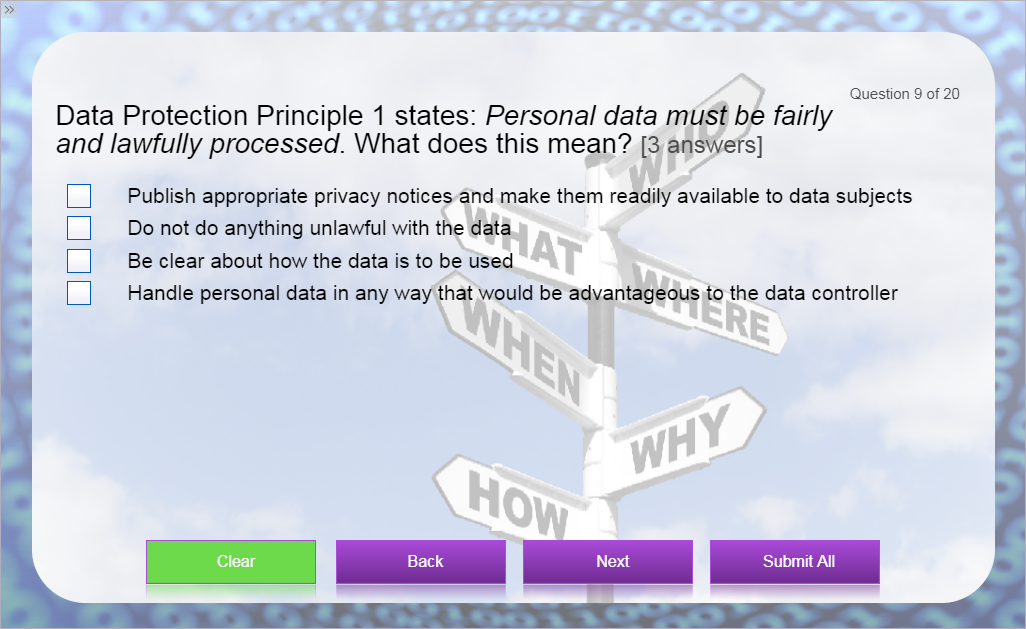 Question 9 of 20
Data Protection Principle 1 states: Personal data must be fairly
and lawfully processed. What does this mean? [3 answers]
Publish appropriate privacy notices and make them readily available to data subjects
Do not do anything unlawful with the data
Be clear about how the data is to be used
Handle personal data in any way that would be advantageous to the data controller
WHO
WHAT
WHERE
WHEN
WHY
HOW
Clear
Back
Next
Submit All